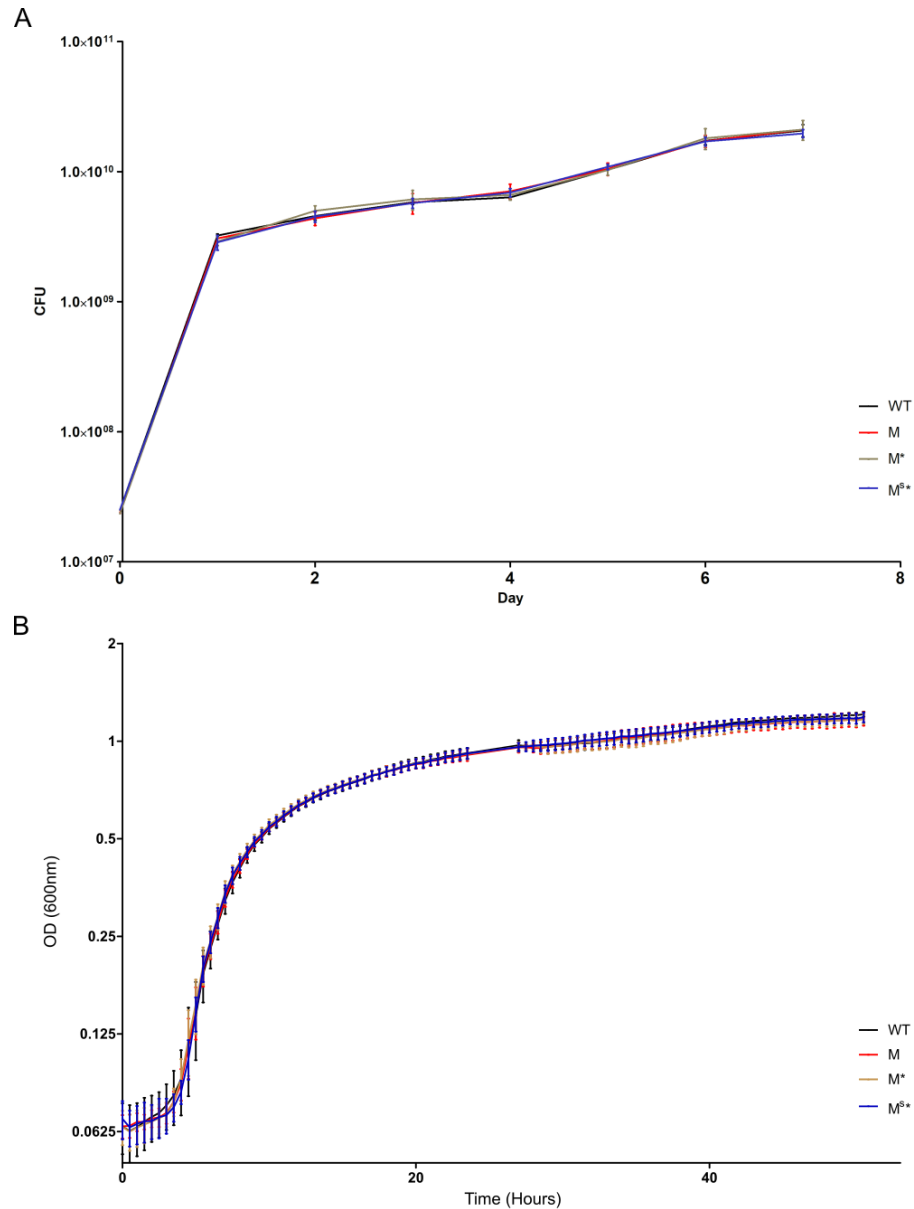 A
1.0×10¹¹
1.0×10¹⁰
1.0×10⁰⁹
1.0×10⁰⁸
1.0×10⁰⁷
CFU
0 2 4 6 8
Day
WT
M
M*
Mˢ*
B
2
1
0.5
0.25
0.125
0.0625
OD (600nm)
0 20 40
Time (Hours)
WT
M
M*
Mˢ*